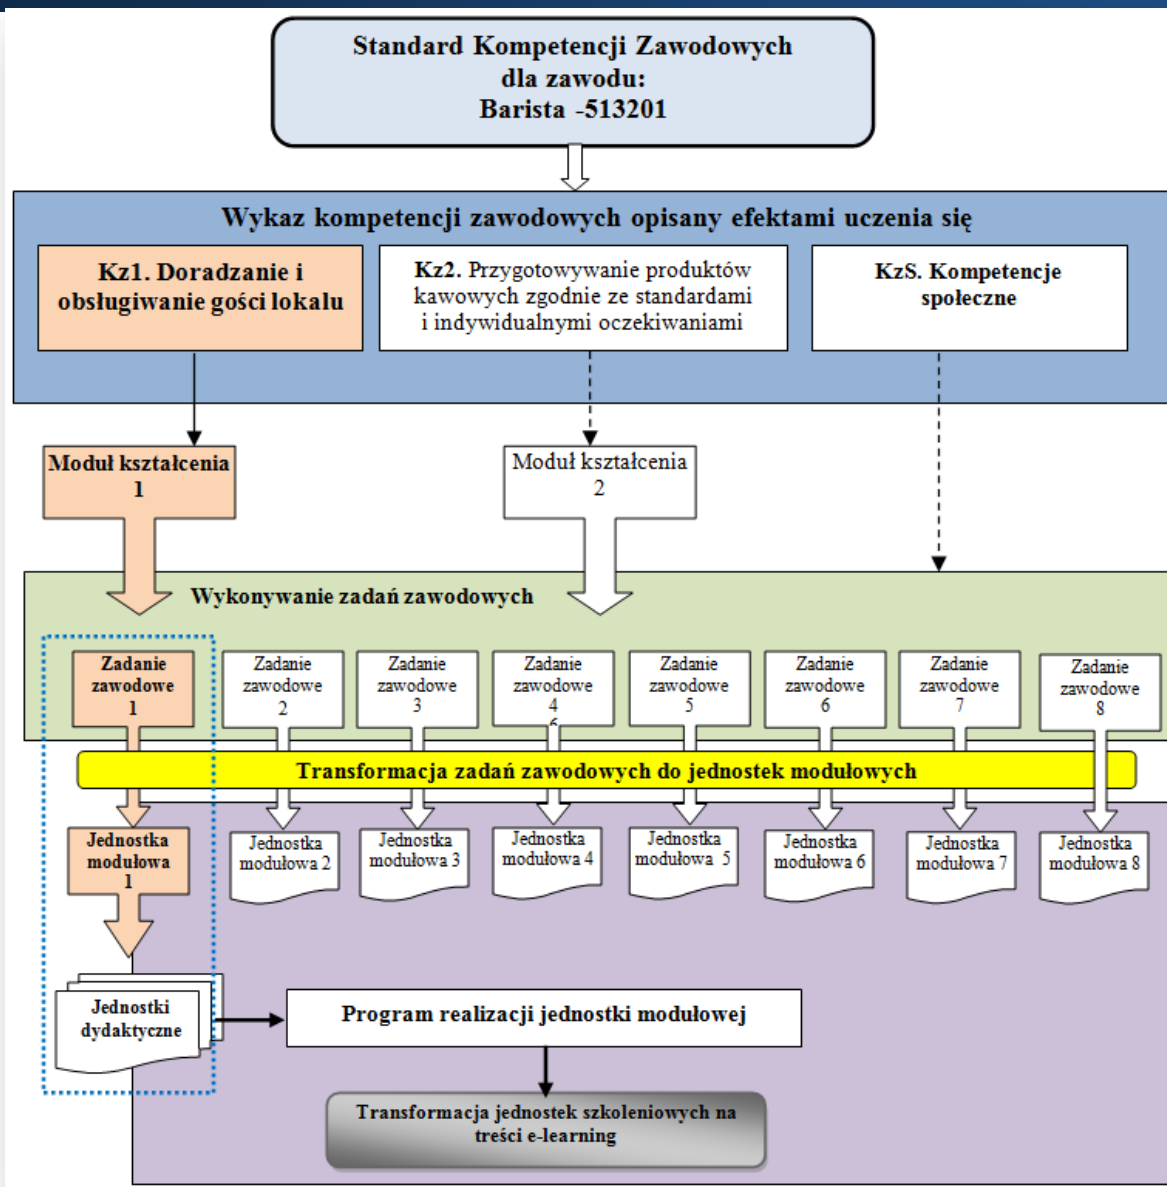 Standard Kompetencji Zawodowych
dla zawodu:
Barista -513201
Wykaz kompetencji zawodowych opisany efektami uczenia się
Kz1. Doradzanie i
obsługiwanie gości lokalu
Kz2. Przygotowywanie produktów
kawowych zgodnie ze standardami
i indywidualnymi oczekiwaniami
KzS. Kompetencje
społeczne
Moduł kształcenia
1
Moduł kształcenia
2
Wykonywanie zadań zawodowych
Zadanie
zawodowe
1
Zadanie
zawodowe
2
Zadanie
zawodowe
3
Zadanie
zawodowe
4
6
Zadanie
zawodowe
5
Zadanie
zawodowe
6
Zadanie
zawodowe
7
Zadanie
zawodowe
8
Transformacja zadań zawodowych do jednostek modułowych
Jednostka
modułowa
1
Jednostka
modułowa 2
Jednostka
modułowa 3
Jednostka
modułowa 4
Jednostka
modułowa 5
Jednostka
modułowa 6
Jednostka
modułowa 7
Jednostka
modułowa 8
Jednostki
dydaktyczne
Program realizacji jednostki modułowej
Transformacja jednostek szkoleniowych na
treści e-learning